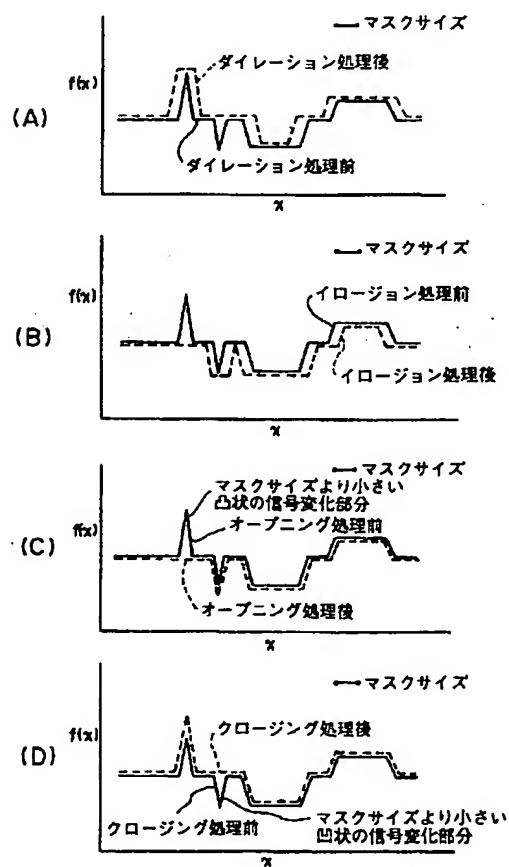 マスクサイズ
ダイレーション処理後
f(x)
(A)
ダイレーション処理前
x
マスクサイズ
f(x)
イロージョン処理前
(B)
イロージョン処理後
x
マスクサイズ
マスクサイズより小さい
凸状の信号変化部分
f(x)
オープニング処理前
(C)
オープニング処理後
x
マスクサイズ
f(x)
クロージング処理後
(D)
クロージング処理前
マスクサイズより小さい
凹状の信号変化部分
x